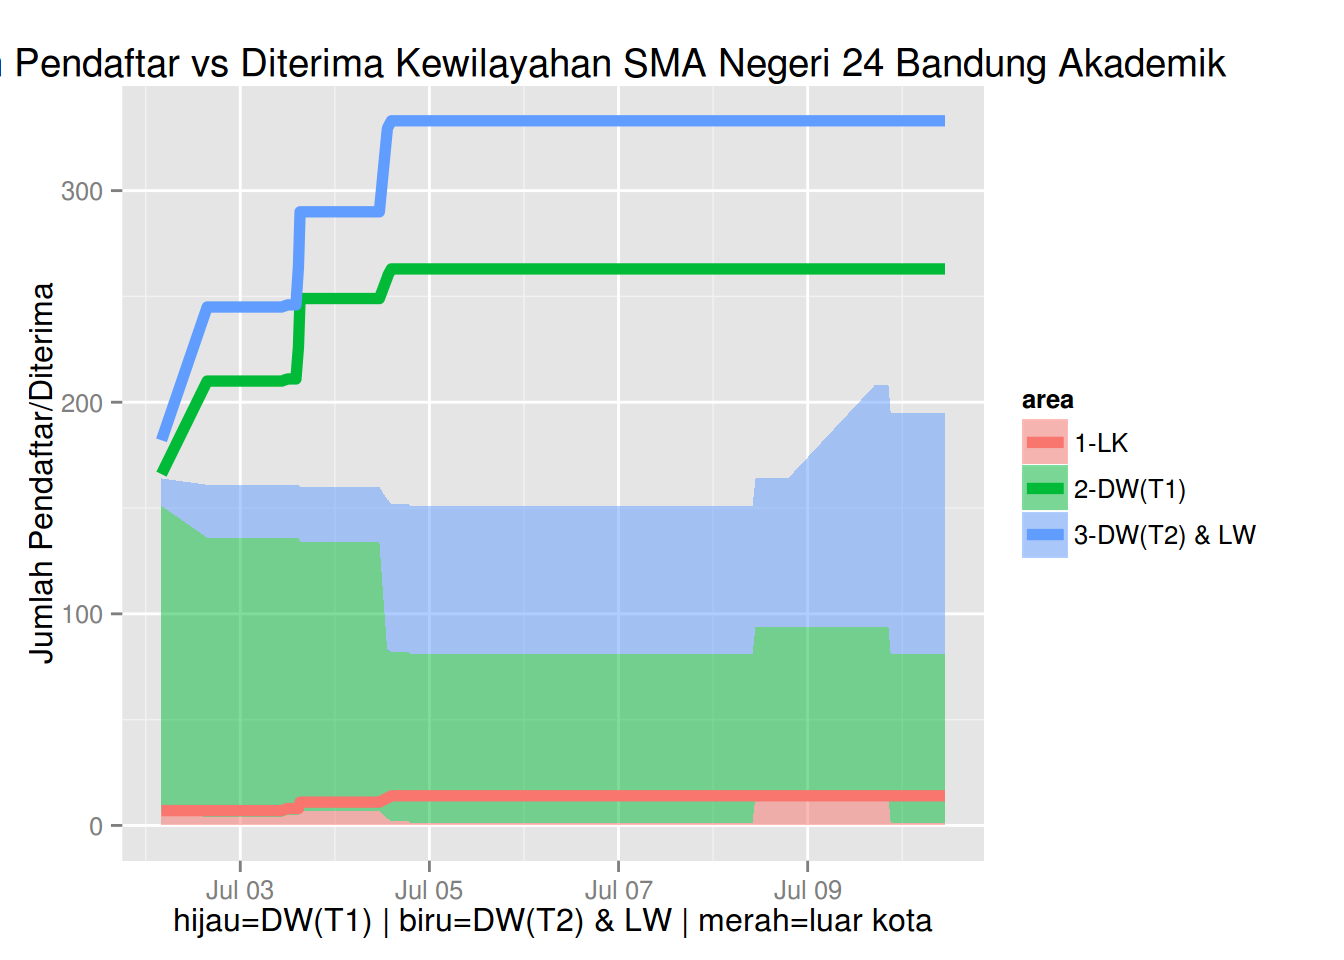 Pendaftar vs Diterima Kewilayahan SMA Negeri 24 Bandung Akademik
Jumlah Pendaftar/Diterima
300
200
100
0
Jul 03
Jul 05
Jul 07
Jul 09
hijau=DW(T1) | biru=DW(T2) & LW | merah=luar kota
area
1-LK
2-DW(T1)
3-DW(T2) & LW